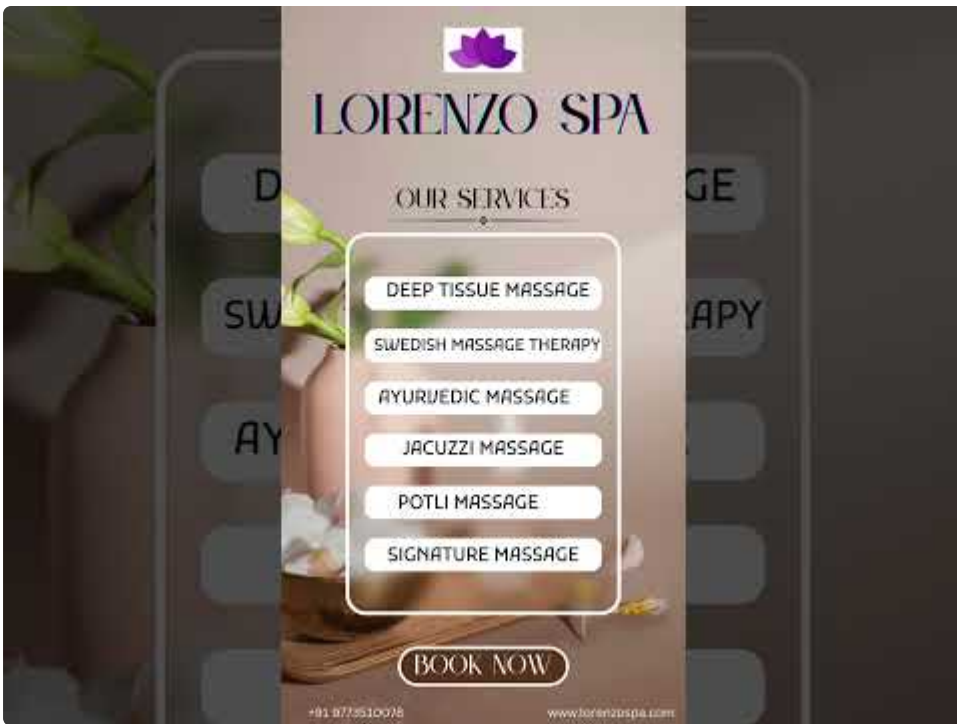 LORENZO SPA
OUR SERVICES
DEEP TISSUE MASSAGE
SWEDISH MASSAGE THERAPY
AYURVEDIC MASSAGE
JACUZZI MASSAGE
POTLI MASSAGE
SIGNATURE MASSAGE
BOOK NOW
+91 9773510078
www.lorenzospa.com